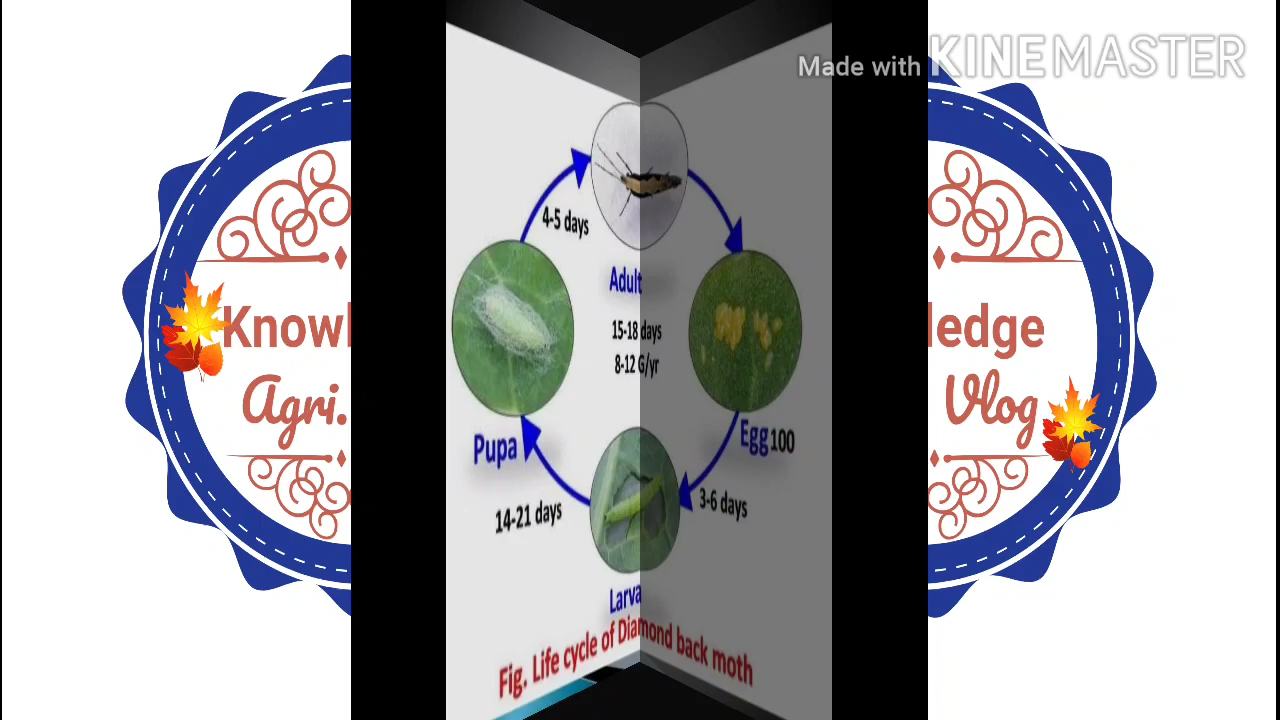 Made with KINEMASTER
4-5 days
Adult
15-18 days
8-12 G/yr
Knowl
ledge
Agri.
Vlog
Pupa
Egg 100
14-21 days
3-6 days
Larva
Fig. Life cycle of Diamond back moth